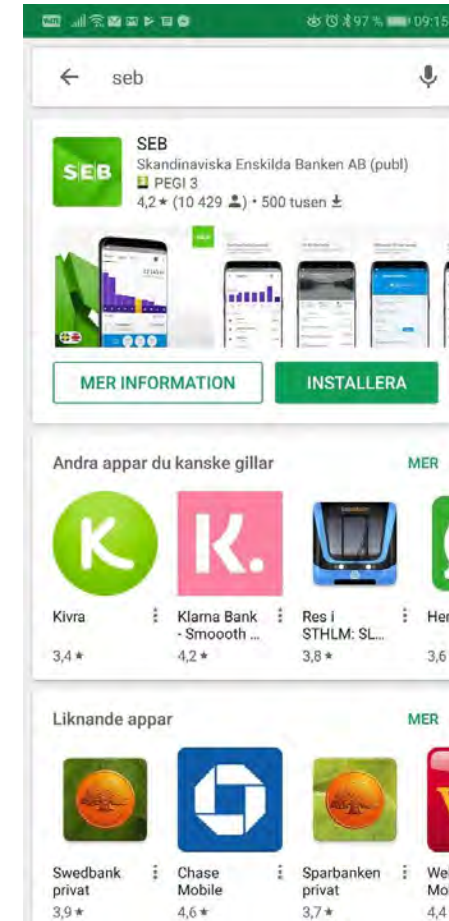 97 % 09:15
seb
SEB
SEB
Skandinaviska Enskilda Banken AB (publ)
PEGI 3
4,2 ★ (10 429) • 500 tusen
MER INFORMATION
INSTALLERA
Andra appar du kanske gillar
MER
K
K.
Kivra
Klarna Bank
- Smoooth ...
Res i
STHLM: SL...
Her
3,4 ★
4,2 ★
3,8 ★
3,6
Liknande appar
MER
Swedbank
privat
Chase
Mobile
Sparbanken
privat
Wel
Mo
3,9 ★
4,6 ★
3,7 ★
4,4